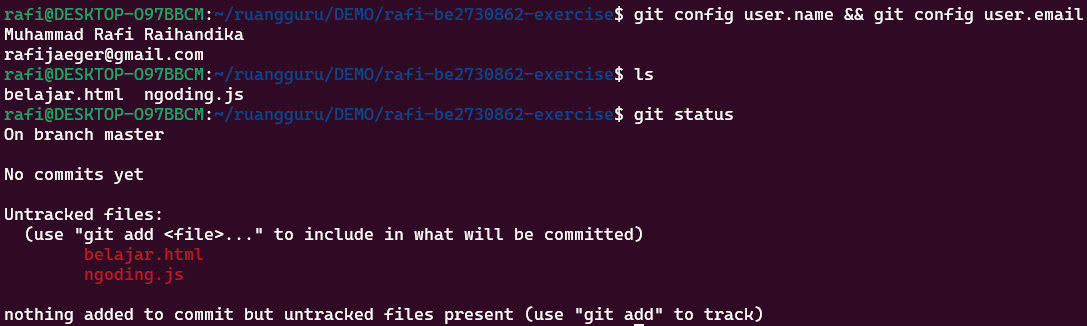 rafi@DESKTOP-O97BBCM:~/ruangguru/DEMO/rafi-be2730862-exercise$ git config user.name && git config user.email
Muhammad Rafi Raihandika
rafijaeger@gmail.com
rafi@DESKTOP-O97BBCM:~/ruangguru/DEMO/rafi-be2730862-exercise$ ls
belajar.html  ngoding.js
rafi@DESKTOP-O97BBCM:~/ruangguru/DEMO/rafi-be2730862-exercise$ git status
On branch master
No commits yet
Untracked files:
  (use "git add <file>..." to include in what will be committed)
        belajar.html
        ngoding.js
nothing added to commit but untracked files present (use "git add" to track)